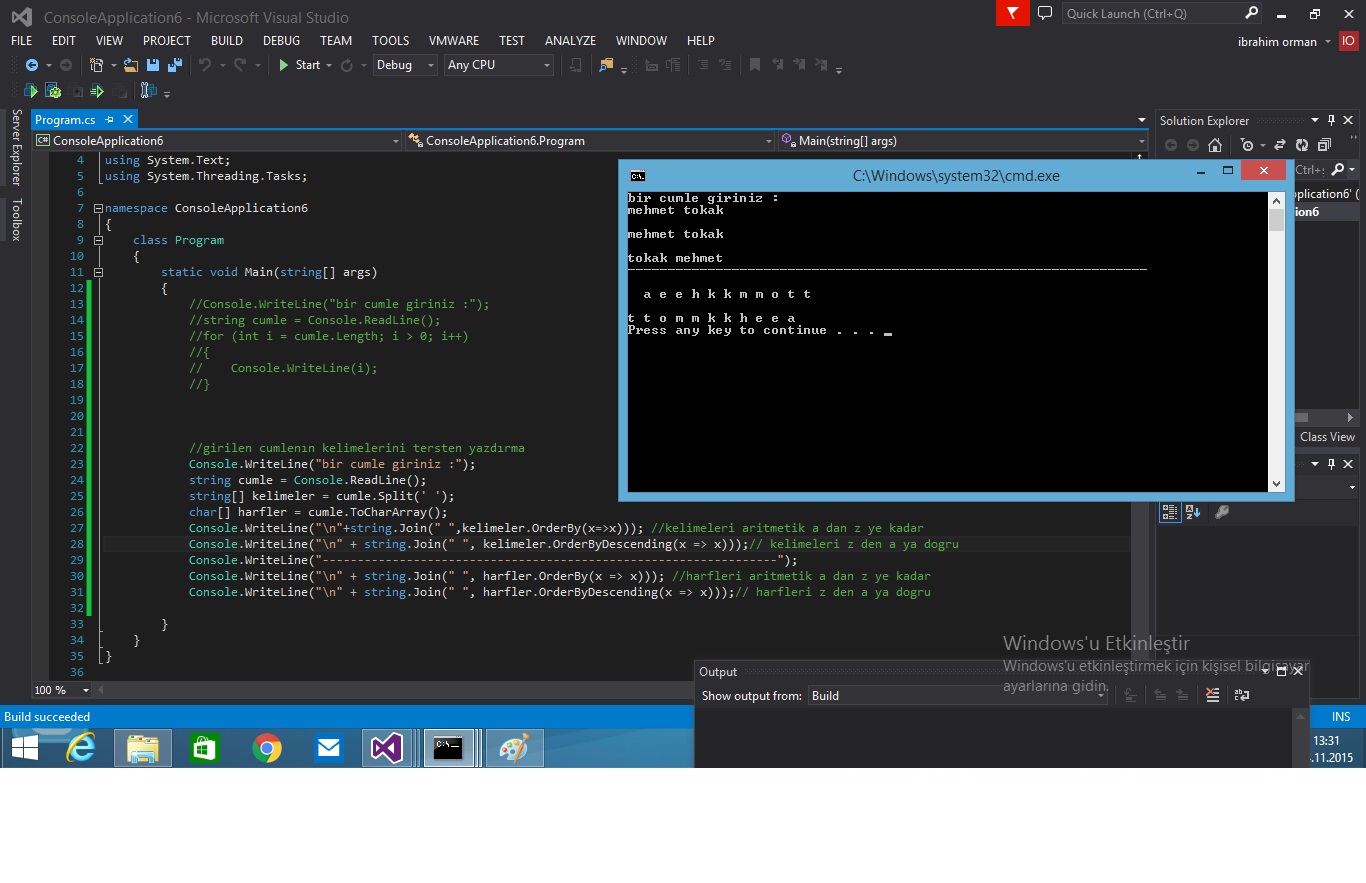 ConsoleApplication6 - Microsoft Visual Studio
Quick Launch (Ctrl+Q)
FILE EDIT VIEW PROJECT BUILD DEBUG TEAM TOOLS VMWARE TEST ANALYZE WINDOW HELP
ibrahim orman IO
Start Debug Any CPU
Server Explorer
Toolbox
Program.cs
C# ConsoleApplication6 ConsoleApplication6.Program Main(string[] args)
4 using System.Text;
5 using System.Threading.Tasks;
6
7 namespace ConsoleApplication6
8 {
9 class Program
10 {
11 static void Main(string[] args)
12 {
13 //Console.WriteLine("bir cumle giriniz :");
14 //string cumle = Console.ReadLine();
15 //for (int i = cumle.Length; i > 0; i++)
16 //{
17 // Console.WriteLine(i);
18 //}
19
20
21
22 //girilen cumlenın kelimelerini tersten yazdırma
23 Console.WriteLine("bir cumle giriniz :");
24 string cumle = Console.ReadLine();
25 string[] kelimeler = cumle.Split(' ');
26 char[] harfler = cumle.ToCharArray();
27 Console.WriteLine("\n"+string.Join(" ",kelimeler.OrderBy(x=>x))); //kelimeleri aritmetik a dan z ye kadar
28 Console.WriteLine("\n" + string.Join(" ", kelimeler.OrderByDescending(x => x)));// kelimeleri z den a ya dogru
29 Console.WriteLine("-----------------------------------------------------------------");
30 Console.WriteLine("\n" + string.Join(" ", harfler.OrderBy(x => x))); //harfleri aritmetik a dan z ye kadar
31 Console.WriteLine("\n" + string.Join(" ", harfler.OrderByDescending(x => x)));// harfleri z den a ya dogru
32
33 }
34 }
35 }
36
C:\Windows\system32\cmd.exe
bir cumle giriniz :
mehmet tokak
mehmet tokak
tokak mehmet
-----------------------------------------------------------------
a e e h k k m m o t t
t t o m m k k h e e a
Press any key to continue . . . _
Solution Explorer
Ctrl+;
pplication6' (
ion6
Class View
100 %
Output
Show output from: Build
Windows'u Etkinleştir
Windows'u etkinleştirmek için kişisel bilgisayar
ayarlarına gidin.
Build succeeded
INS
13:31
.11.2015